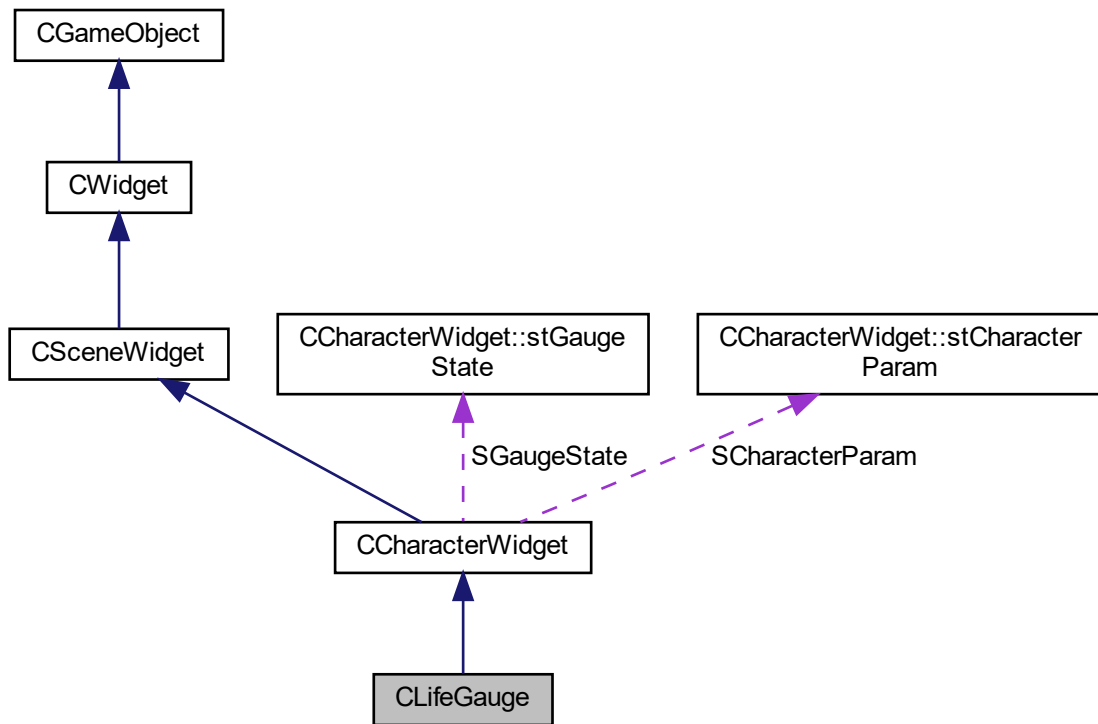 CGameObject
CWidget
CSceneWidget
CCharacterWidget::stGauge
State
CCharacterWidget::stCharacter
Param
SGaugeState
SCharacterParam
CCharacterWidget
CLifeGauge